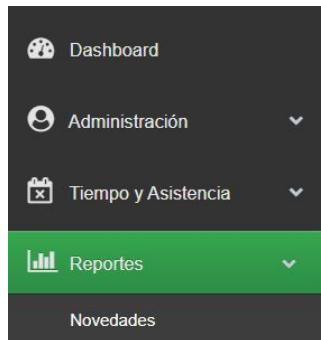 Dashboard
Administración
Tiempo y Asistencia
Reportes
Novedades